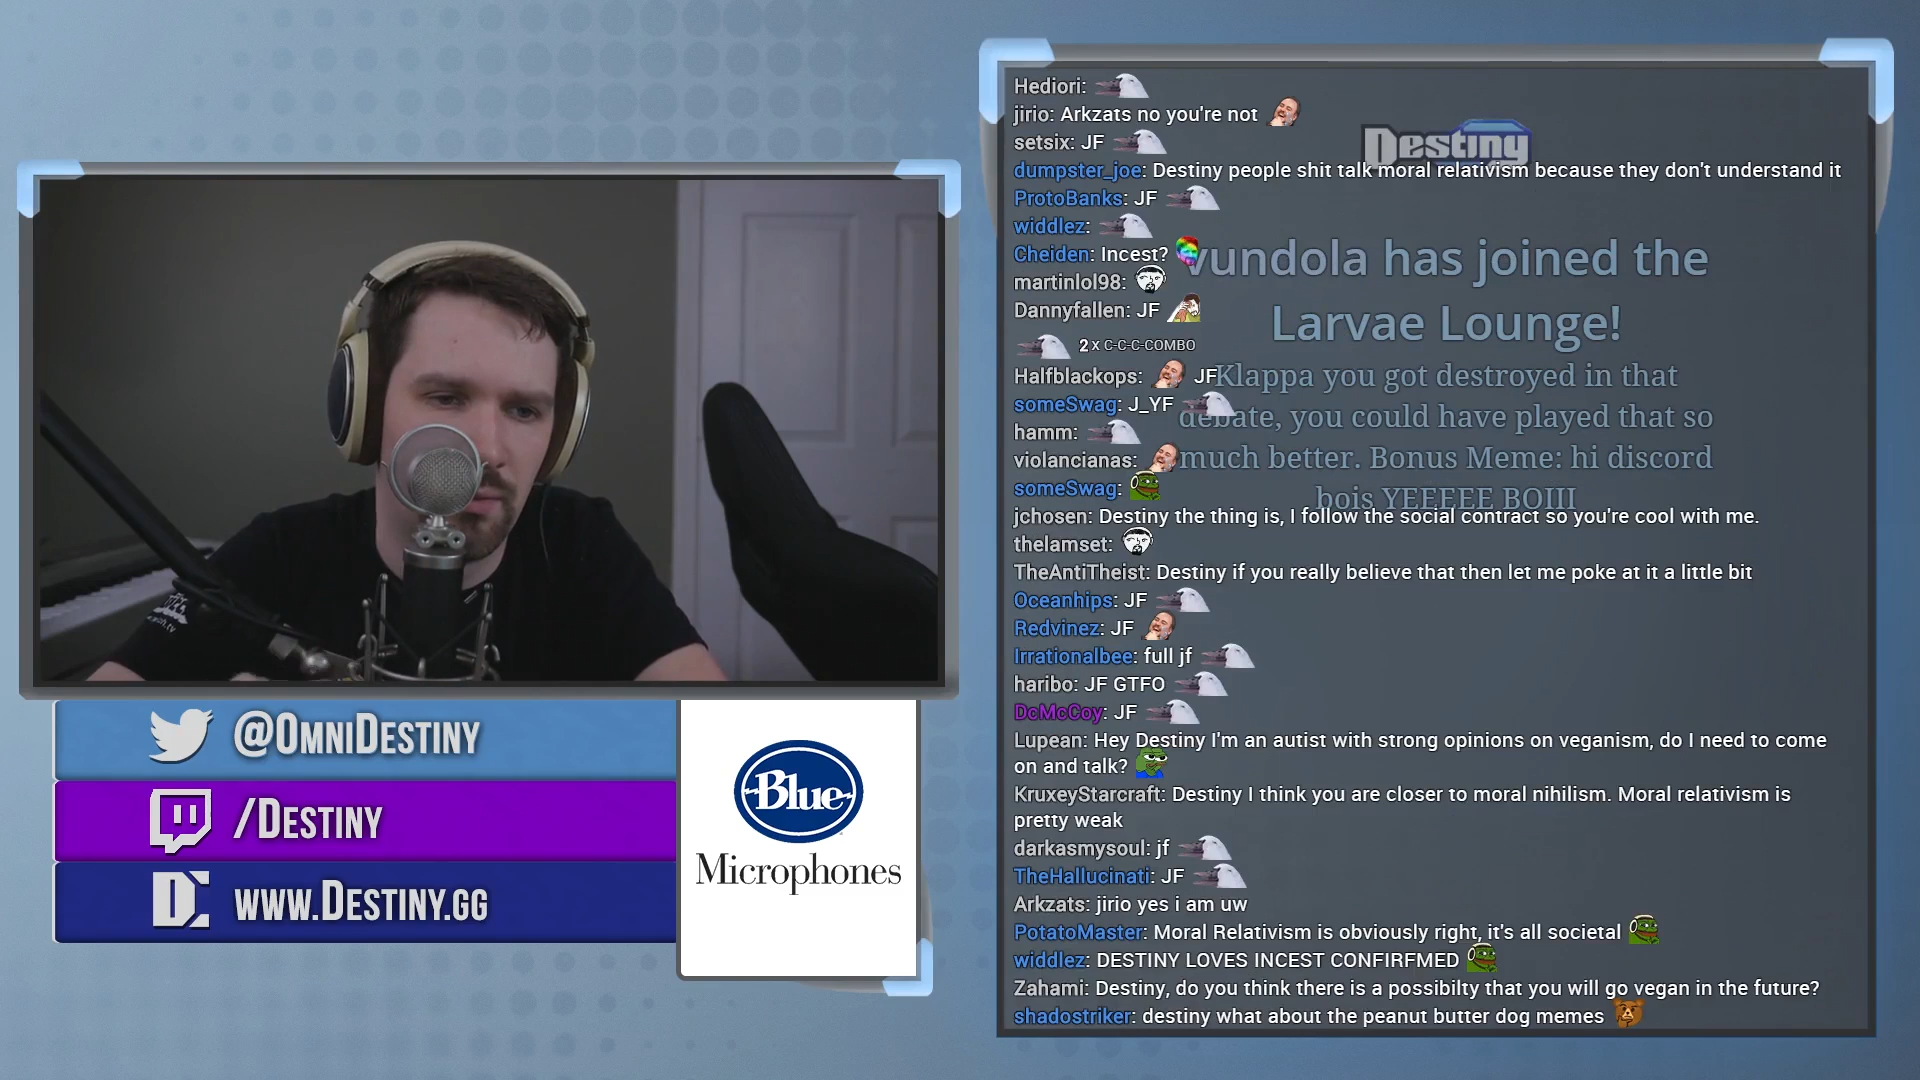 Hediori:
jirio: Arkzats no you're not
Destiny
setsix: JF
dumpster_joe: Destiny people shit talk moral relativism because they don't understand it
ProtoBanks: JF
widdlez:
Cheiden: Incest?
vundola has joined the
martinlol98:
Dannyfallen: JF
Larvae Lounge!
2 x C-C-C-COMBO
Halfblackops: JF
Klappa you got destroyed in that
someSwag: J_YF
debate, you could have played that so
hamm:
violancianas:
much better. Bonus Meme: hi discord
someSwag:
bois YEEEEE BOIII
jchosen: Destiny the thing is, I follow the social contract so you're cool with me.
thelamset:
TheAntiTheist: Destiny if you really believe that then let me poke at it a little bit
Oceanhips: JF
Redvinez: JF
Irrationalbee: full jf
haribo: JF GTFO
DcMcCoy: JF
Lupean: Hey Destiny I'm an autist with strong opinions on veganism, do I need to come
on and talk?
KruxeyStarcraft: Destiny I think you are closer to moral nihilism. Moral relativism is
pretty weak
darkasmysoul: jf
TheHallucinati: JF
Arkzats: jirio yes i am uw
PotatoMaster: Moral Relativism is obviously right, it's all societal
widdlez: DESTINY LOVES INCEST CONFIRFMED
Zahami: Destiny, do you think there is a possibilty that you will go vegan in the future?
shadostriker: destiny what about the peanut butter dog memes
@OmniDestiny
/Destiny
www.Destiny.gg
Blue
Microphones